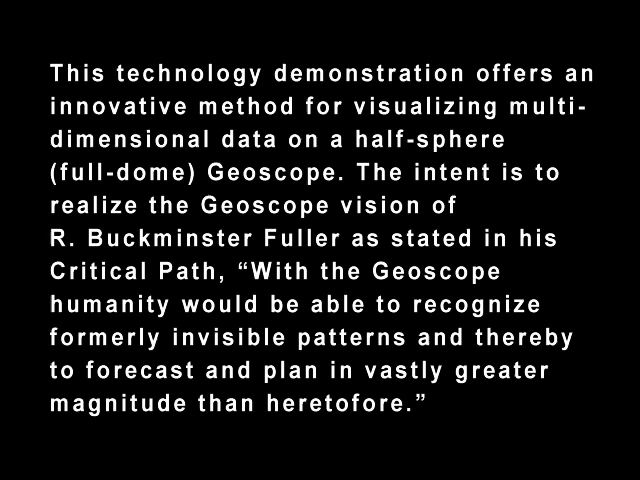 This technology demonstration offers an
innovative method for visualizing multi-
dimensional data on a half-sphere
(full-dome) Geoscope. The intent is to
realize the Geoscope vision of
R. Buckminster Fuller as stated in his
Critical Path, “With the Geoscope
humanity would be able to recognize
formerly invisible patterns and thereby
to forecast and plan in vastly greater
magnitude than heretofore.”